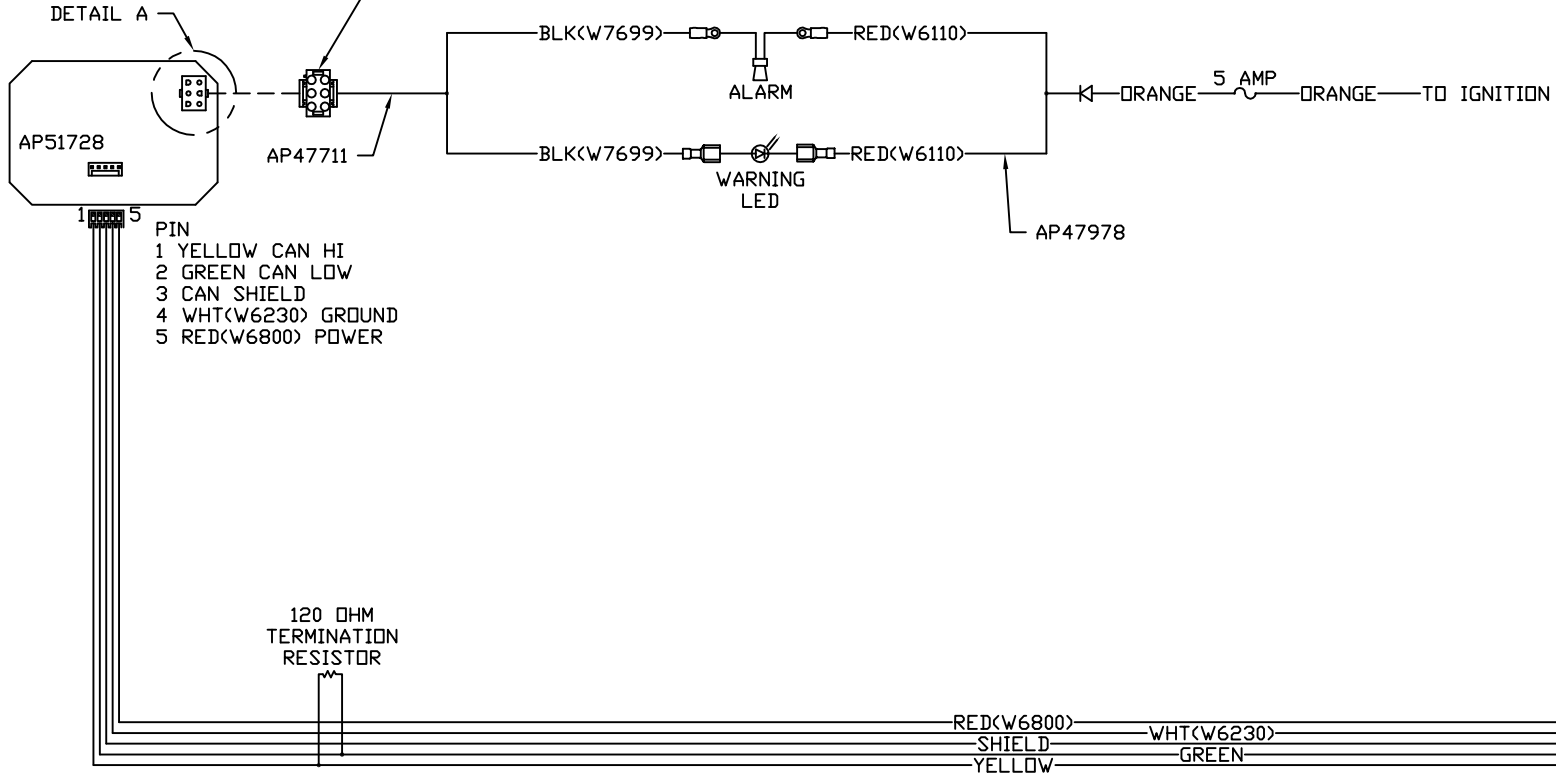 DETAIL A
BLK(W7699)
RED(W6110)
ALARM
5 AMP
ORANGE
ORANGE
TO IGNITION
AP51728
AP47711
BLK(W7699)
RED(W6110)
WARNING
LED
AP47978
1
5
PIN
1 YELLOW CAN HI
2 GREEN CAN LOW
3 CAN SHIELD
4 WHT(W6230) GROUND
5 RED(W6800) POWER
120 OHM
TERMINATION
RESISTOR
RED(W6800)
WHT(W6230)
SHIELD
GREEN
YELLOW